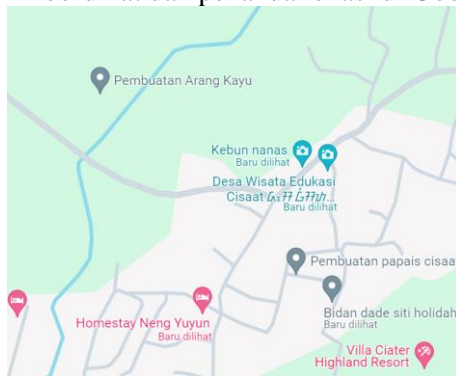 Pembuatan Arang Kayu
Kebun nanas
Baru dilihat
Desa Wisata Edukasi
Cisaat
Baru dilihat
Pembuatan papais cisaa
Bidan dade siti holidah
Baru dilihat
Homestay Neng Yuyun
Baru dilihat
Villa Ciater
Highland Resort